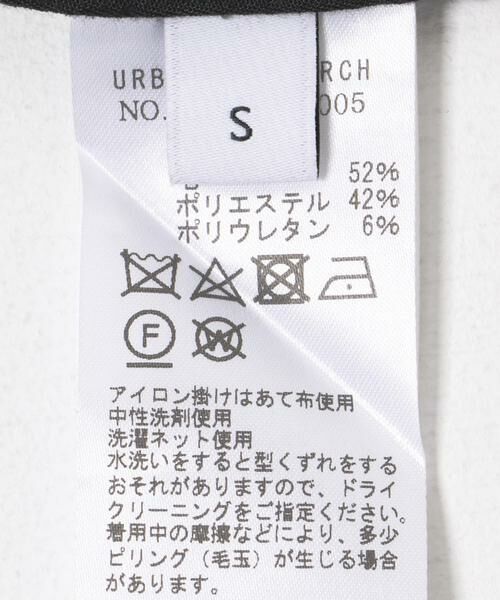 URB RCH
NO. 005
S
52%
ポリエステル 42%
ポリウレタン 6%
F
W
アイロン掛けはあて布使用
中性洗剤使用
洗濯ネット使用
水洗いをすると型くずれをする
おそれがありますので、ドライ
クリーニングをご指定ください。
着用中の摩擦などにより、多少
ピリング（毛玉）が生じる場合
があります。